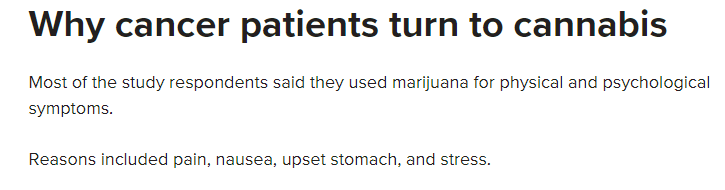 Why cancer patients turn to cannabis
Most of the study respondents said they used marijuana for physical and psychological
symptoms.
Reasons included pain, nausea, upset stomach, and stress.